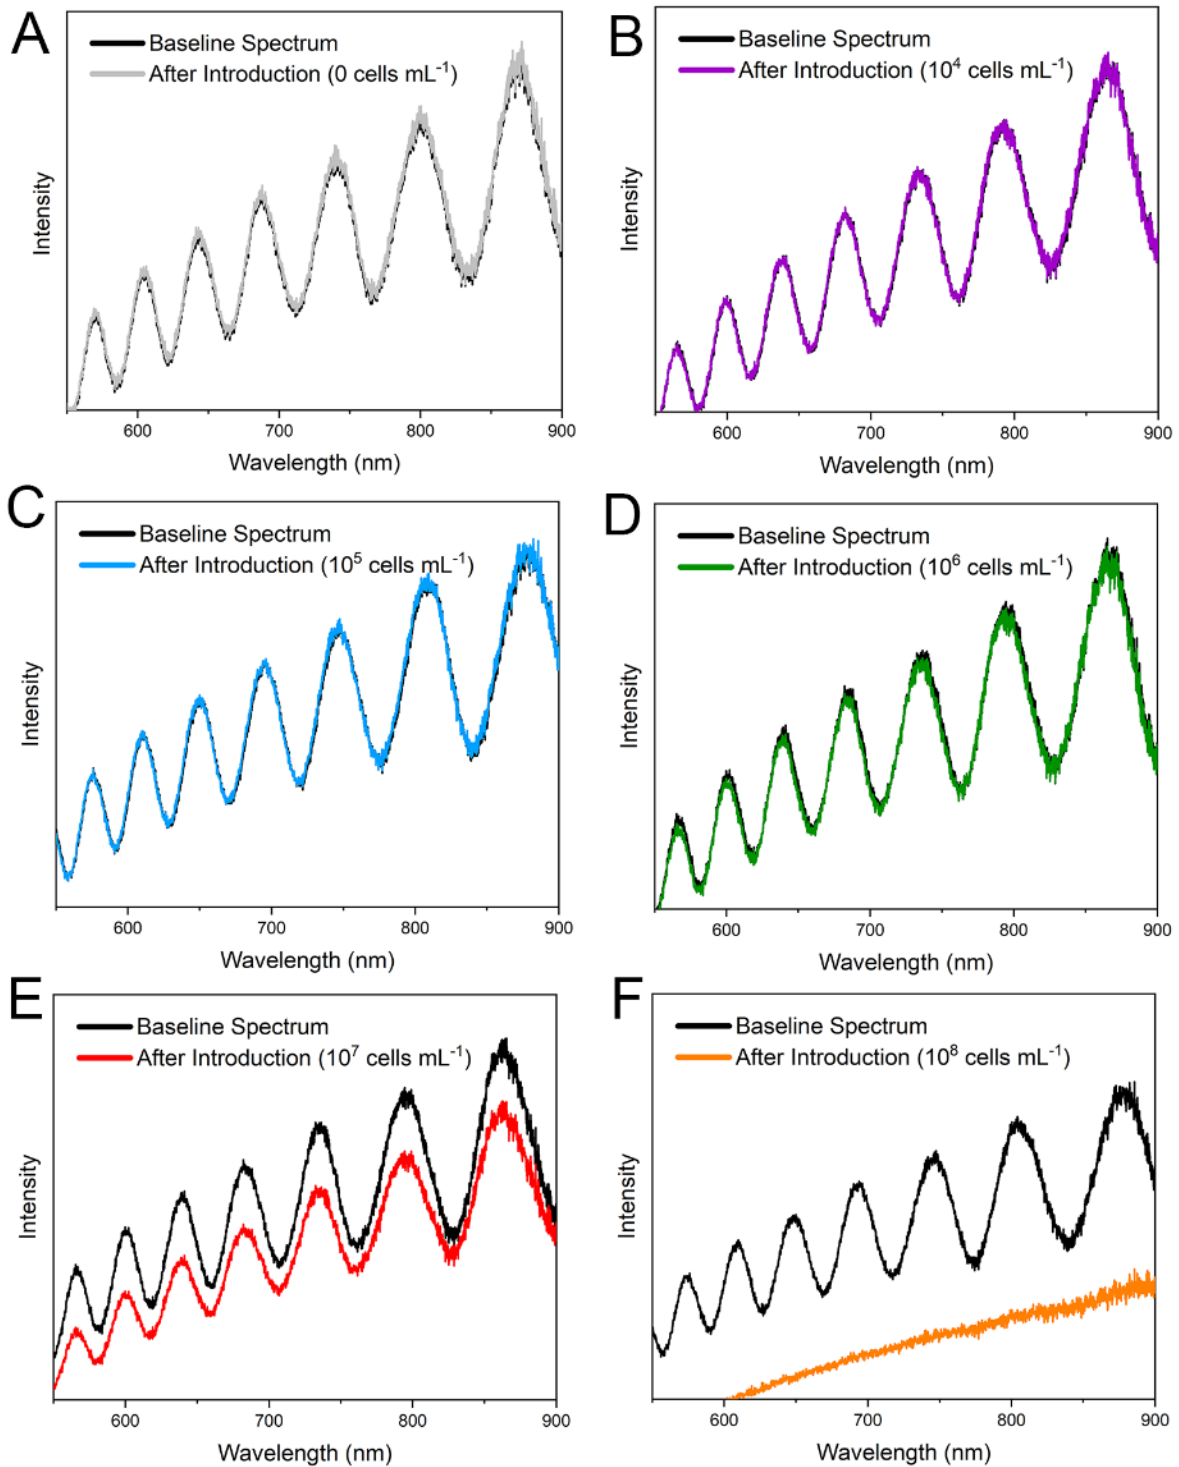 A
Baseline Spectrum
After Introduction (0 cells mL⁻¹)
Intensity
600 700 800 900
Wavelength (nm)
B
Baseline Spectrum
After Introduction (10⁴ cells mL⁻¹)
Intensity
600 700 800 900
Wavelength (nm)
C
Baseline Spectrum
After Introduction (10⁵ cells mL⁻¹)
Intensity
600 700 800 900
Wavelength (nm)
D
Baseline Spectrum
After Introduction (10⁶ cells mL⁻¹)
Intensity
600 700 800 900
Wavelength (nm)
E
Baseline Spectrum
After Introduction (10⁷ cells mL⁻¹)
Intensity
600 700 800 900
Wavelength (nm)
F
Baseline Spectrum
After Introduction (10⁸ cells mL⁻¹)
Intensity
600 700 800 900
Wavelength (nm)